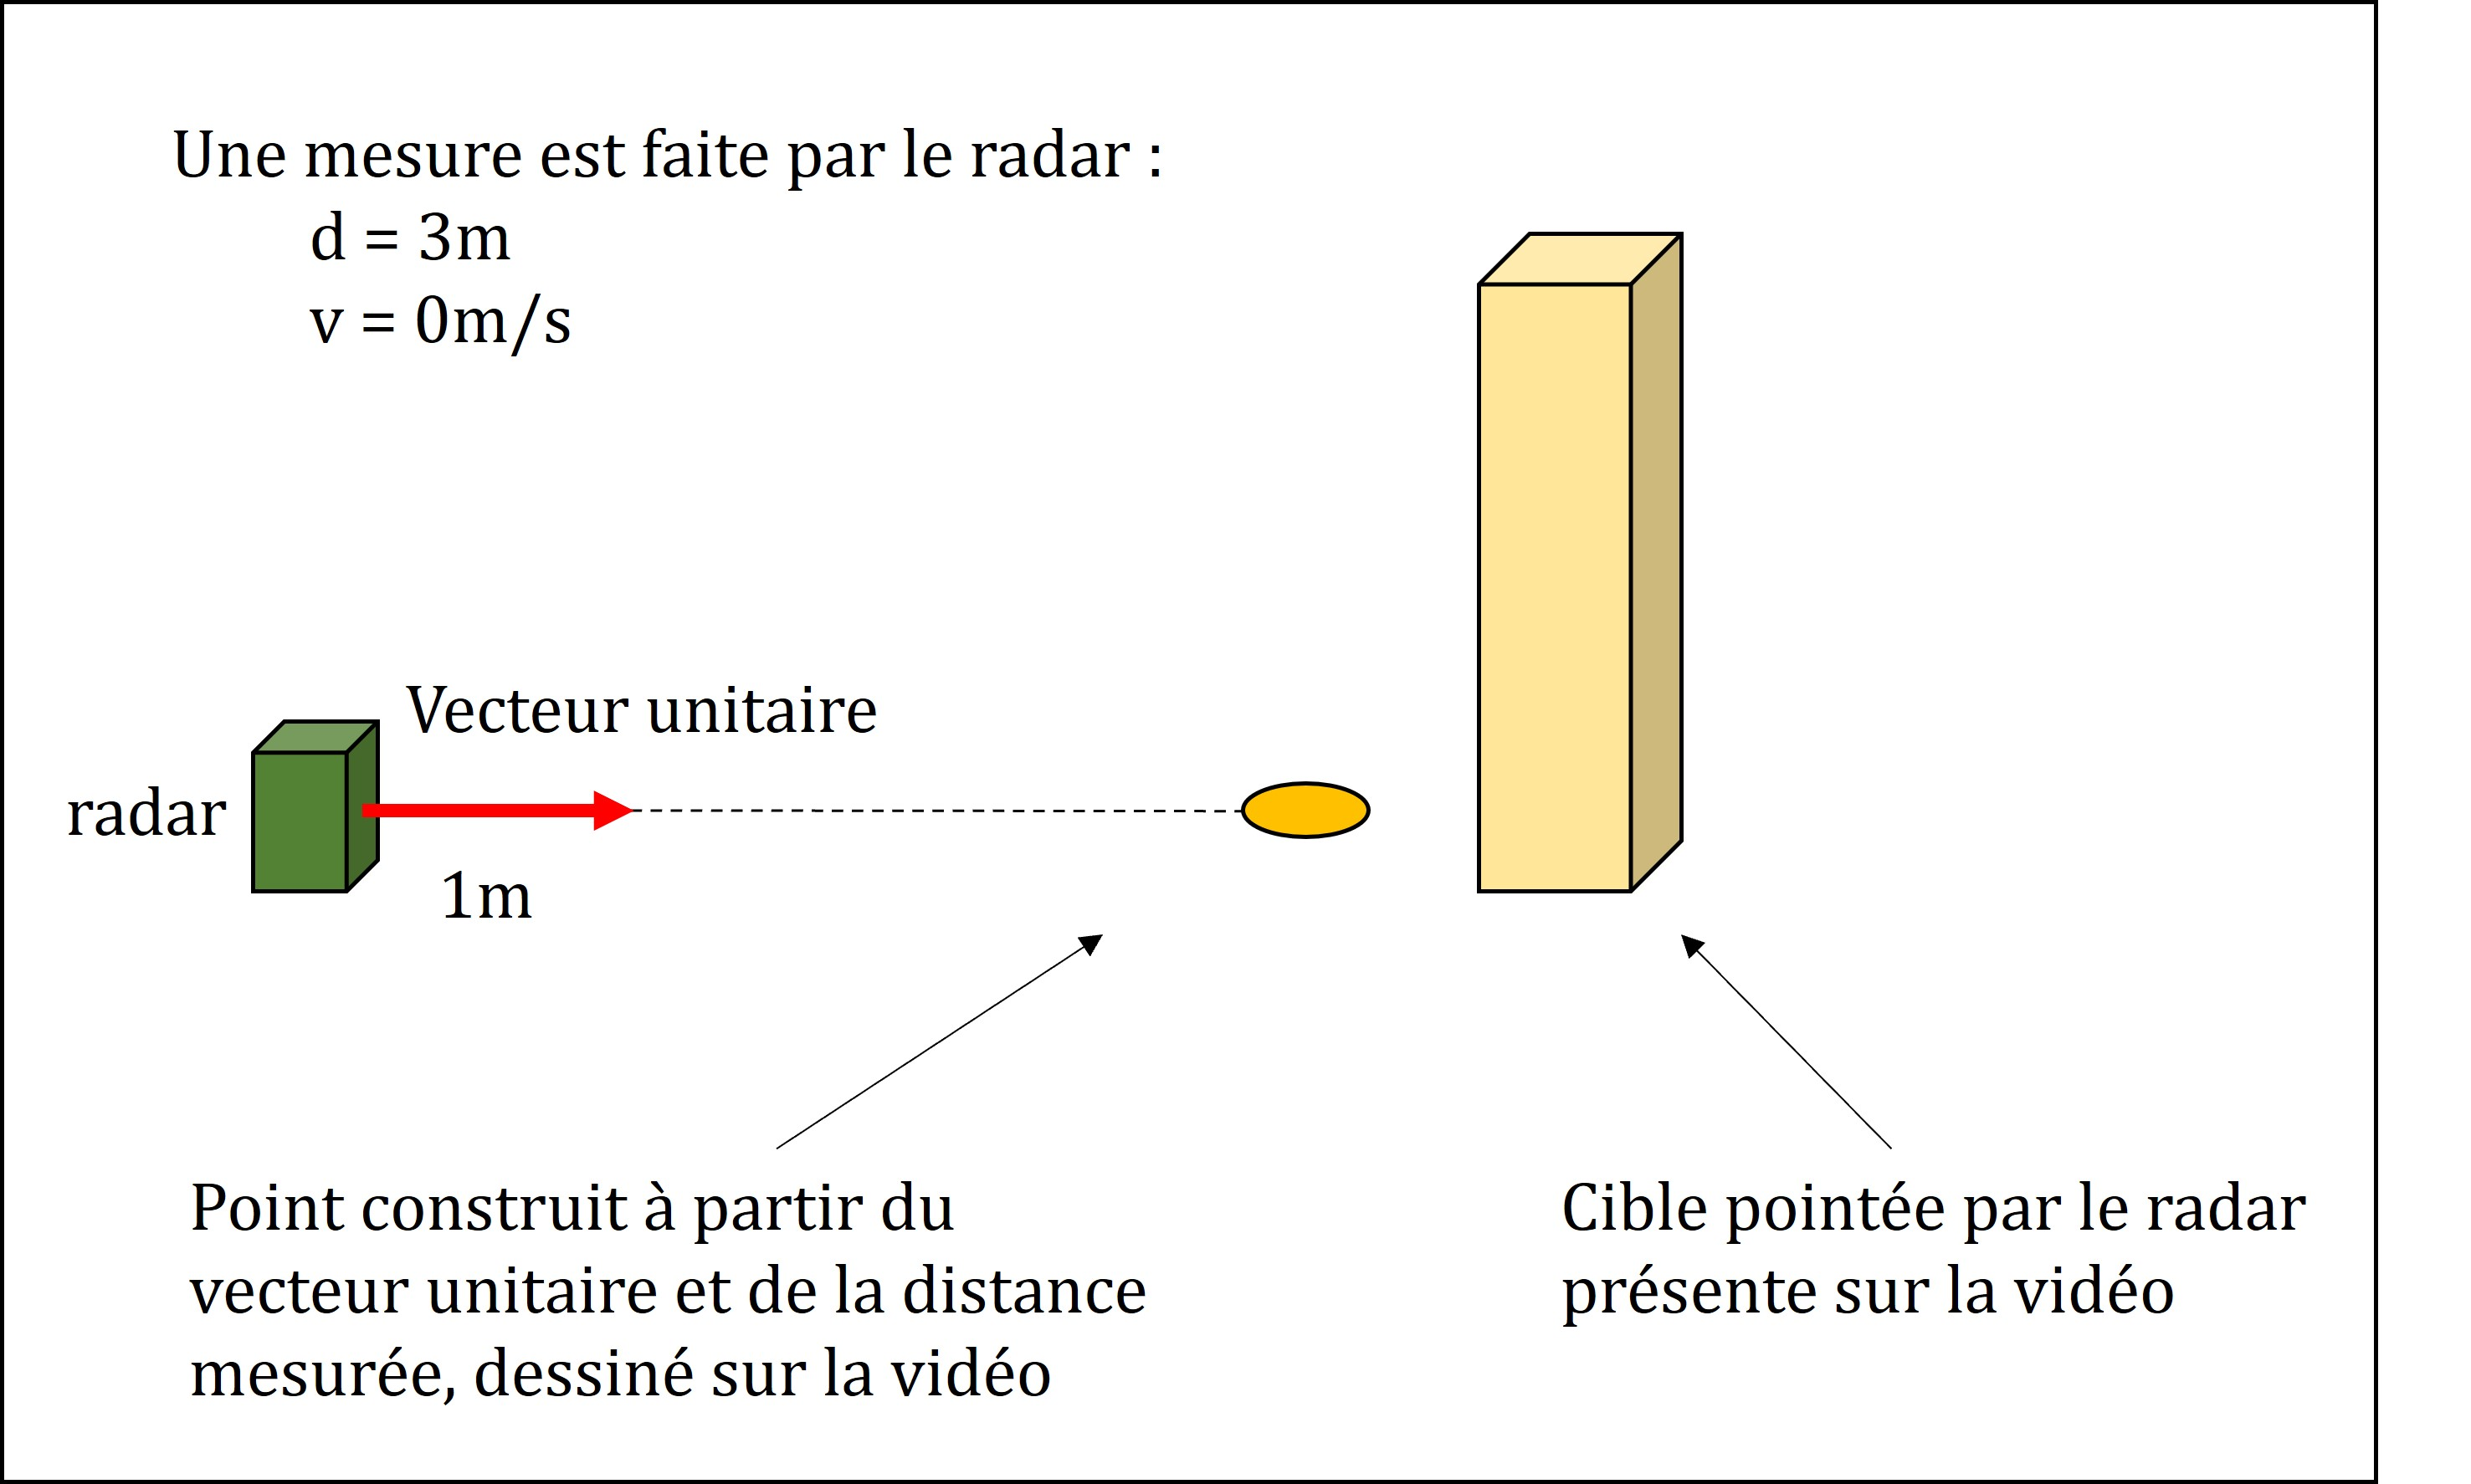 Une mesure est faite par le radar :
d = 3m
v = 0m/s
Vecteur unitaire
radar
1m
Point construit à partir du
vecteur unitaire et de la distance
mesurée, dessiné sur la vidéo
Cible pointée par le radar
présente sur la vidéo